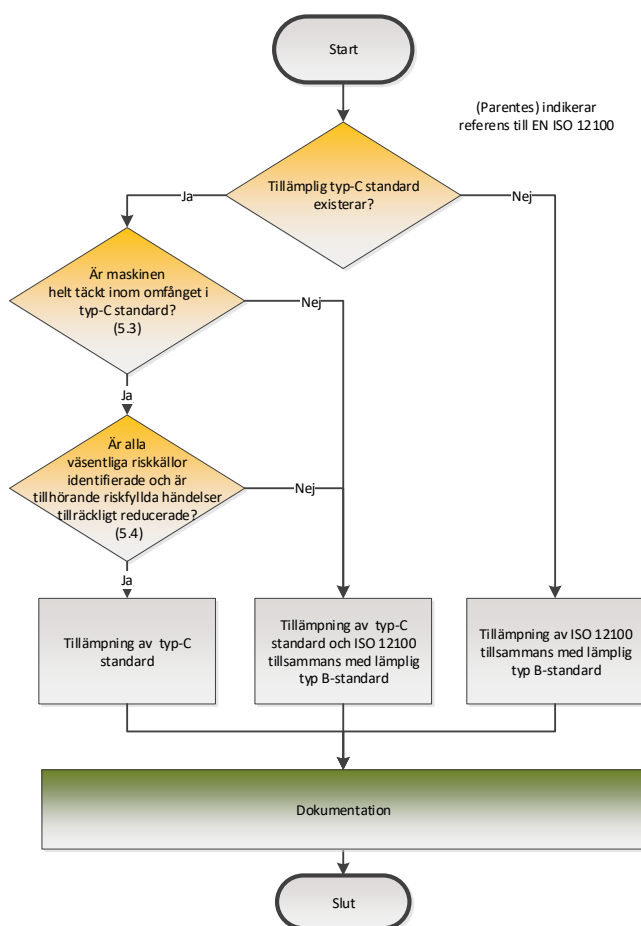 Start
(Parentes) indikerar
referens till EN ISO 12100
Tillämplig typ-C standard
existerar?
Ja
Nej
Är maskinen
helt täckt inom omfånget i
typ-C standard?
(5.3)
Nej
Ja
Är alla
väsentliga riskkällor
identifierade och är
tillhörande riskfyllda händelser
tillräckligt reducerade?
(5.4)
Nej
Ja
Tillämpning av typ-C
standard
Tillämpning av typ-C
standard och ISO 12100
tillsammans med lämplig
typ B-standard
Tillämpning av ISO 12100
tillsammans med lämplig
typ B-standard
Dokumentation
Slut